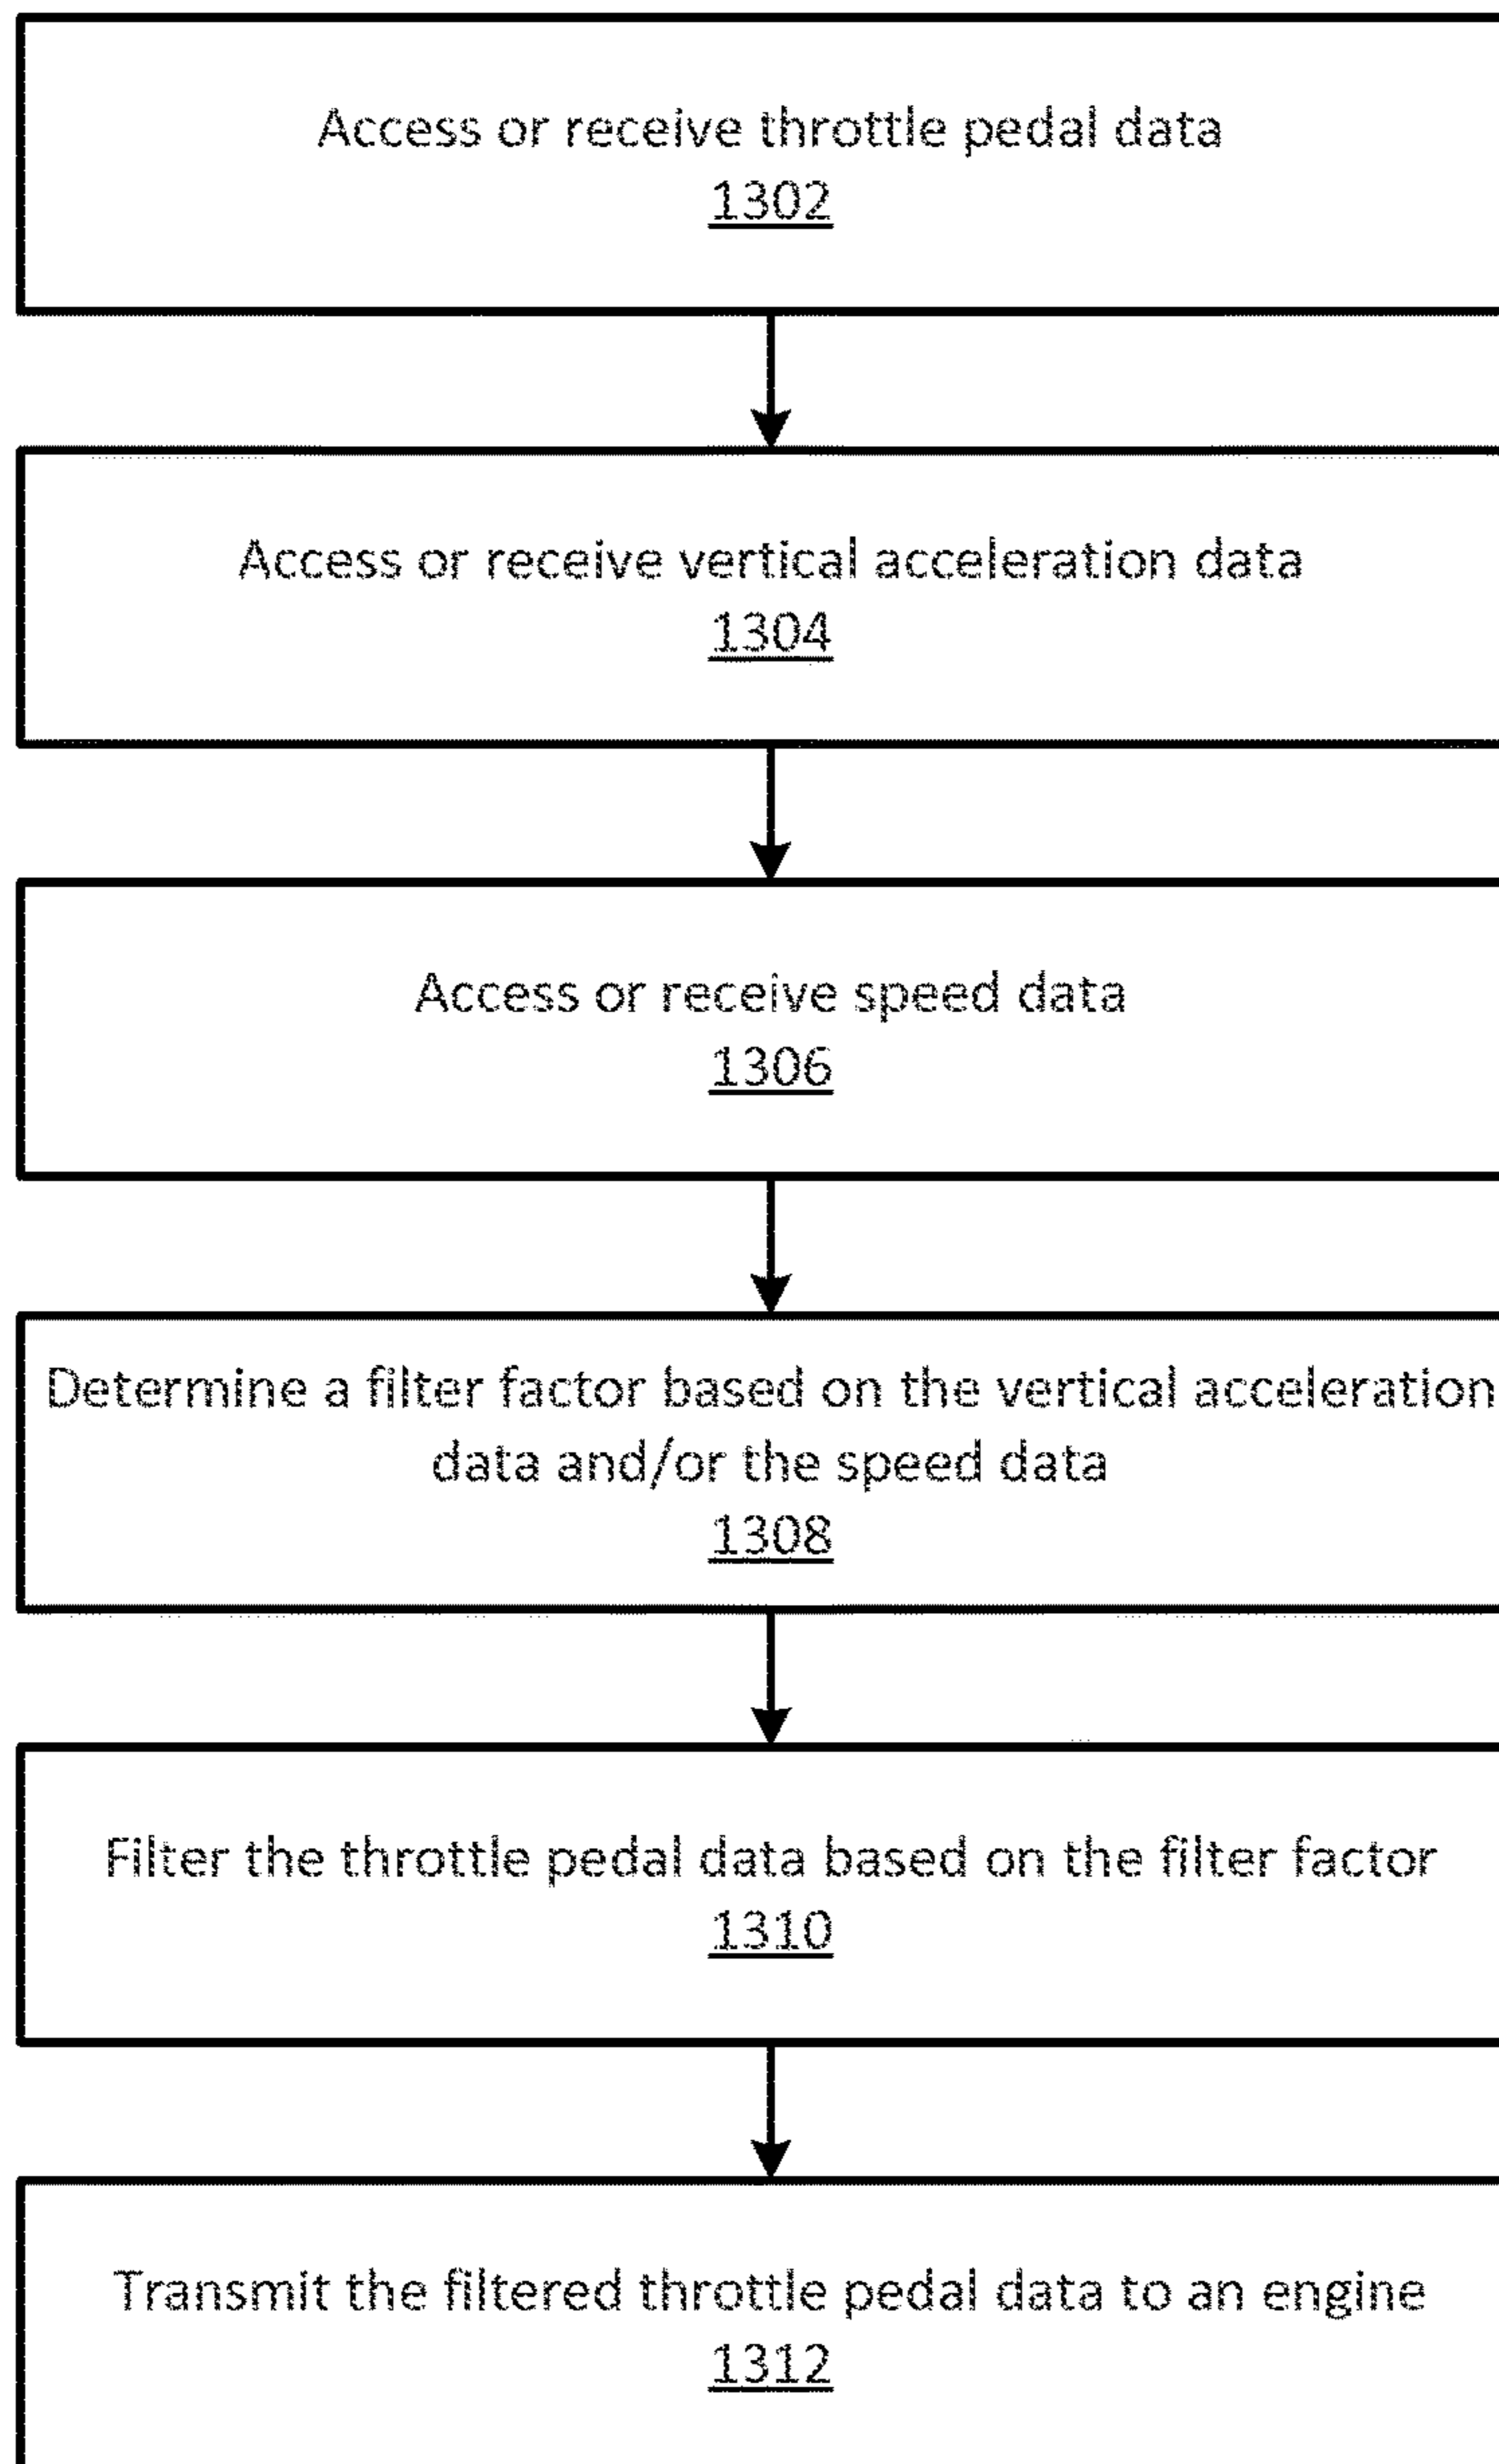 Access or receive throttle pedal data
1302
Access or receive vertical acceleration data
1304
Access or receive speed data
1306
Determine a filter factor based on the vertical acceleration
data and/or the speed data
1308
Filter the throttle pedal data based on the filter factor
1310
Transmit the filtered throttle pedal data to an engine
1312